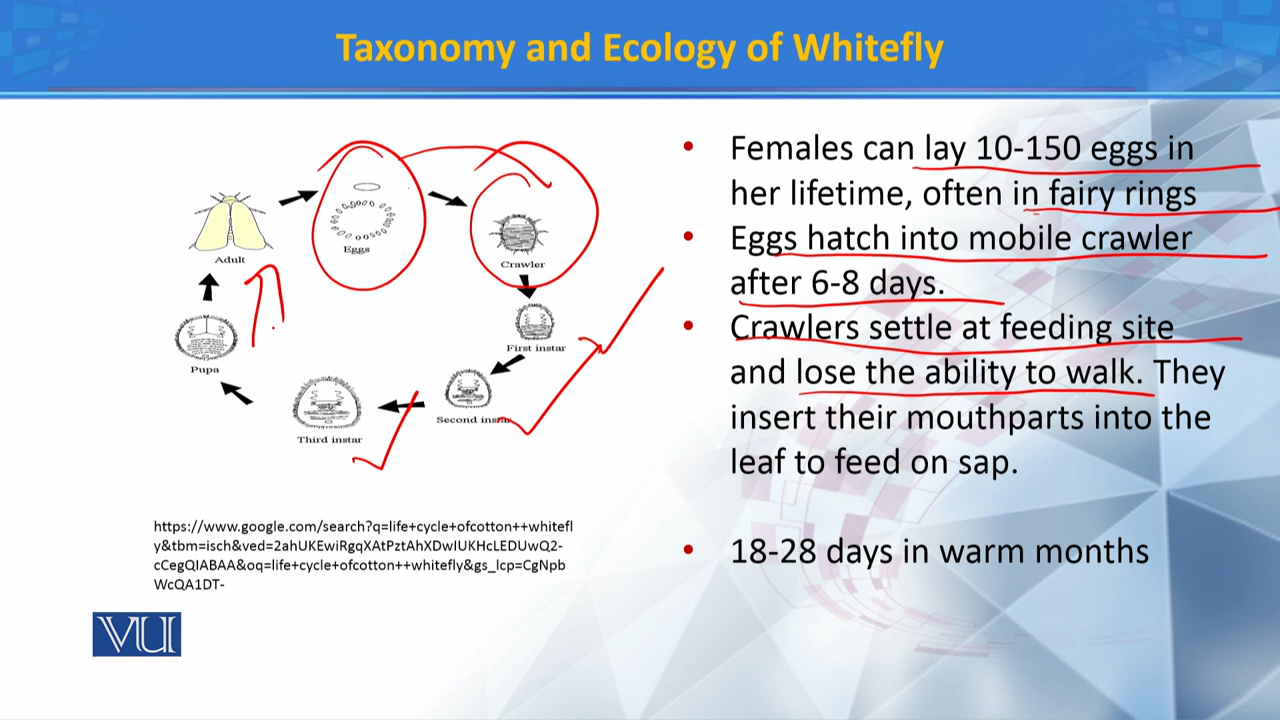 Taxonomy and Ecology of Whitefly
Females can lay 10-150 eggs in
her lifetime, often in fairy rings
Eggs hatch into mobile crawler
after 6-8 days.
Crawlers settle at feeding site
and lose the ability to walk. They
insert their mouthparts into the
leaf to feed on sap.
18-28 days in warm months
Adult
Eggs
Crawler
First instar
Second instar
Third instar
Pupa
https://www.google.com/search?q=life+cycle+ofcotton++whitefl
y&tbm=isch&ved=2ahUKEwiRgqXAtPztAhXDwIUKHcLEDUwQ2-
cCegQIABAA&oq=life+cycle+ofcotton++whitefly&gs_lcp=CgNpb
WcQA1DT-
VU